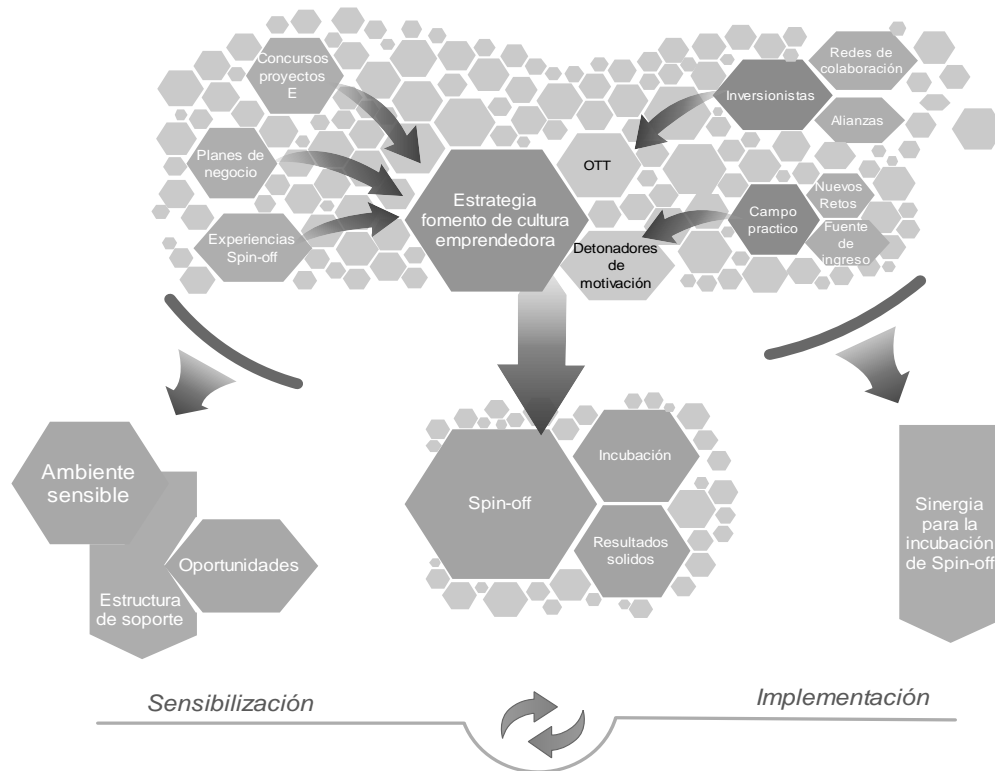 Concursos
proyectos
E
Planes de
negocio
Experiencias
Spin-off
Estrategia
fomento de cultura
emprendedora
OTT
Detonadores
de
motivación
Inversionistas
Redes de
colaboración
Alianzas
Campo
practico
Nuevos
Retos
Fuente de
ingreso
Ambiente
sensible
Oportunidades
Estructura
de soporte
Spin-off
Incubación
Resultados
solidos
Sinergia
para la
incubación
de Spin-off
Sensibilización
Implementación